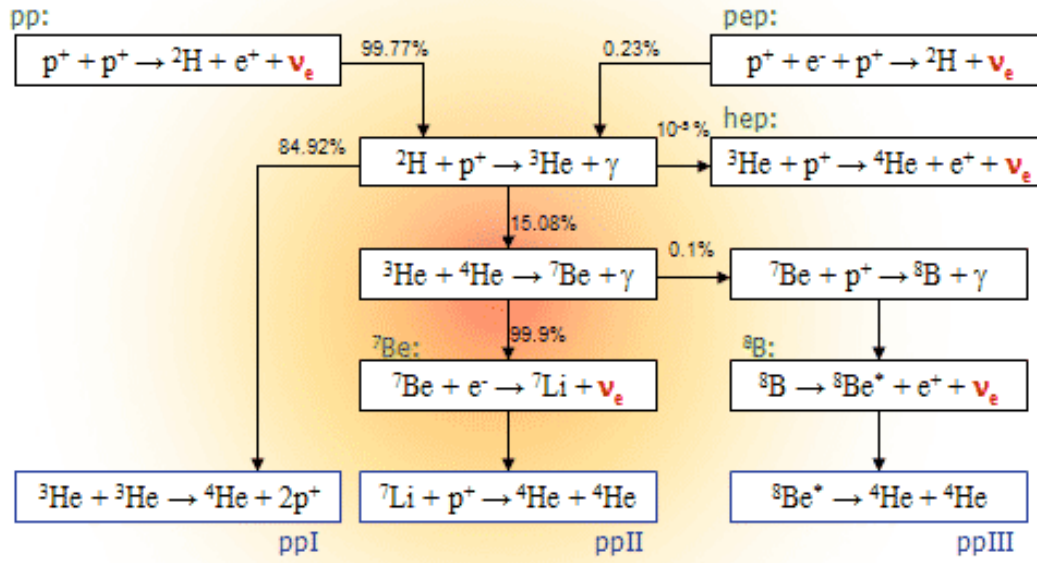 pp:
pep:
p⁺ + p⁺ → ²H + e⁺ + νₑ
99.77%
0.23%
p⁺ + e⁻ + p⁺ → ²H + νₑ
hep:
84.92%
²H + p⁺ → ³He + γ
10⁻⁵ %
³He + p⁺ → ⁴He + e⁺ + νₑ
15.08%
³He + ⁴He → ⁷Be + γ
0.1%
⁷Be + p⁺ → ⁸B + γ
99.9%
⁷Be:
⁸B:
⁷Be + e⁻ → ⁷Li + νₑ
⁸B → ⁸Be* + e⁺ + νₑ
³He + ³He → ⁴He + 2p⁺
⁷Li + p⁺ → ⁴He + ⁴He
⁸Be* → ⁴He + ⁴He
ppI
ppII
ppIII